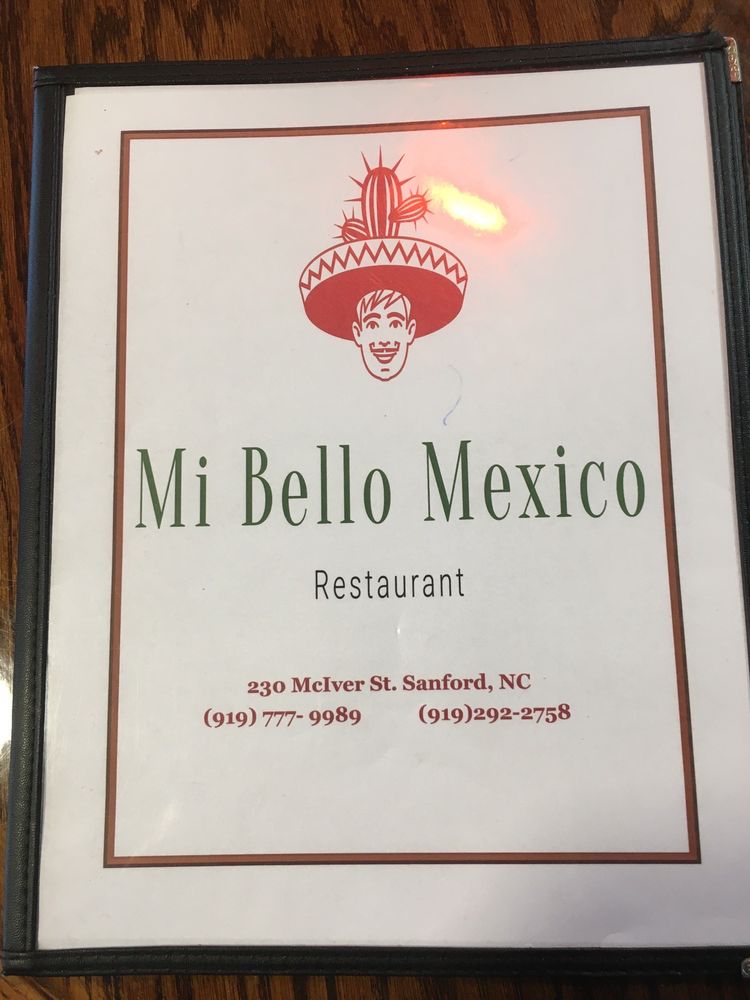 Mi Bello Mexico
Restaurant
230 McIver St. Sanford, NC
(919) 777- 9989 (919)292-2758